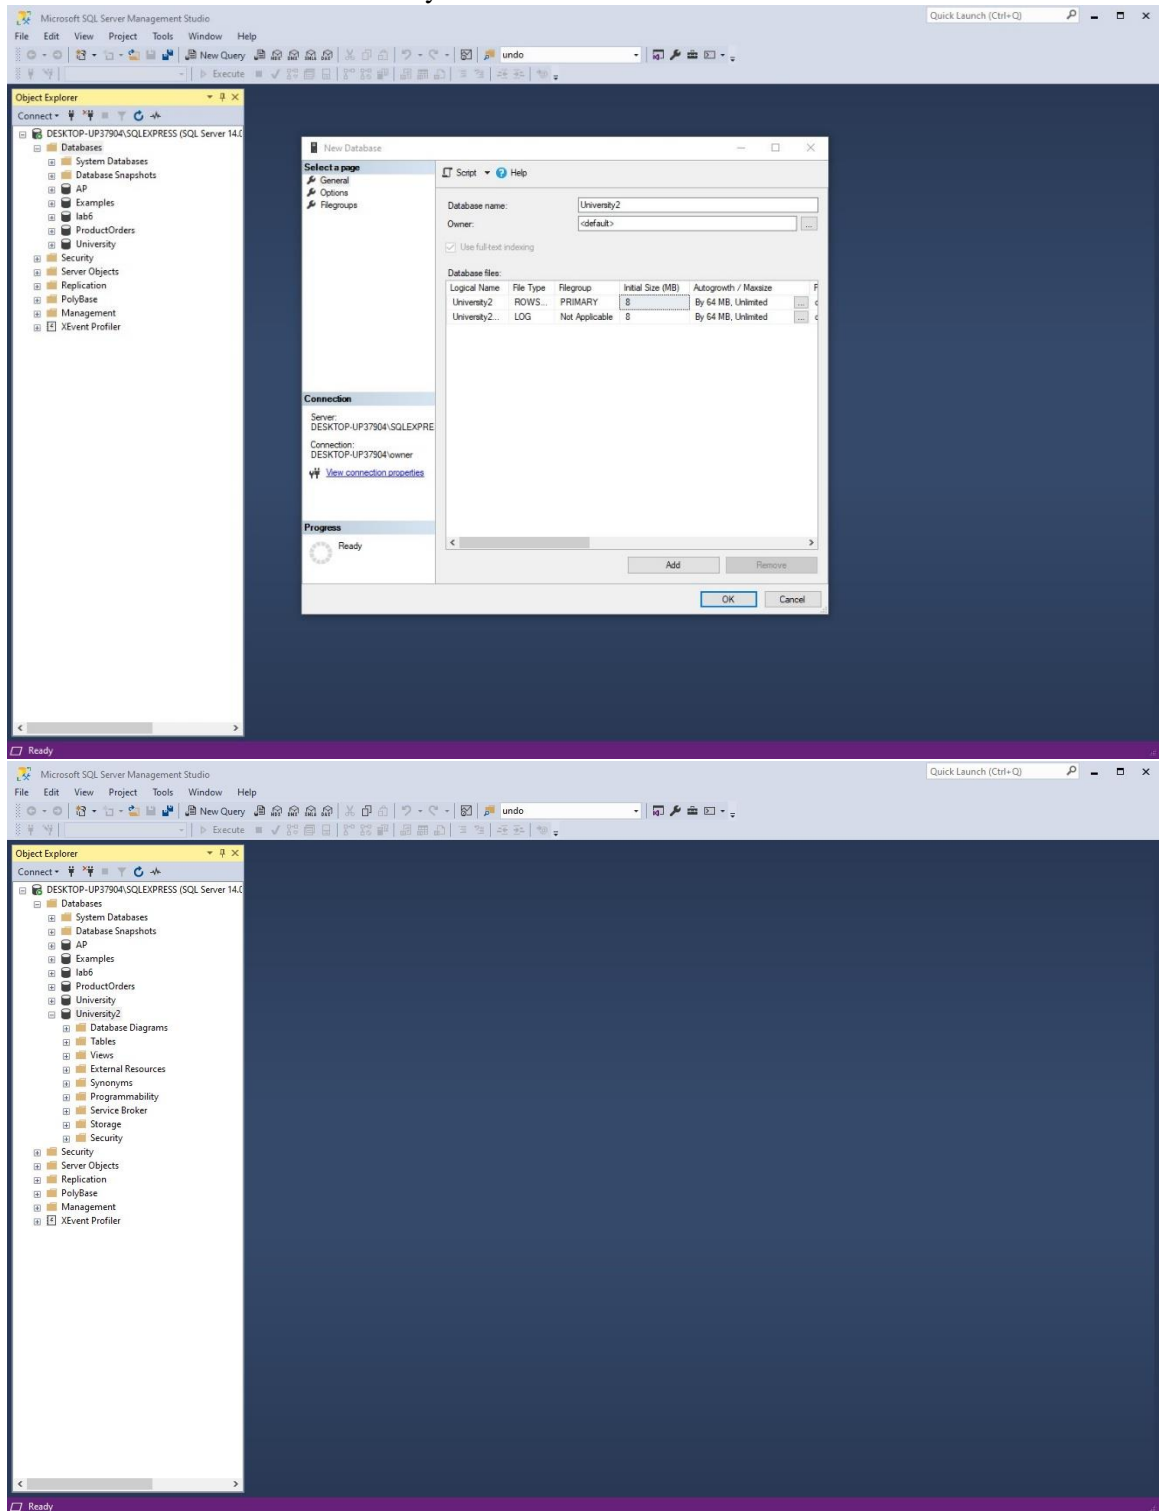 Microsoft SQL Server Management Studio
Quick Launch (Ctrl+Q)
File Edit View Project Tools Window Help
New Query
undo
Execute
Object Explorer
Connect
DESKTOP-UP37904\SQLEXPRESS (SQL Server 14.0
Databases
System Databases
Database Snapshots
AP
Examples
lab6
ProductOrders
University
Security
Server Objects
Replication
PolyBase
Management
XEvent Profiler
New Database
Select a page
General
Options
Filegroups
Script Help
Database name: University2
Owner: <default> ...
Use full-text indexing
Database files:
Logical Name File Type Filegroup Initial Size (MB) Autogrowth / Maxsize
University2 ROWS... PRIMARY 8 By 64 MB, Unlimited ...
University2... LOG Not Applicable 8 By 64 MB, Unlimited ...
Connection
Server:
DESKTOP-UP37904\SQLEXPRE
Connection:
DESKTOP-UP37904\owner
View connection properties
Progress
Ready
Add Remove
OK Cancel
Ready
Microsoft SQL Server Management Studio
Quick Launch (Ctrl+Q)
File Edit View Project Tools Window Help
New Query
undo
Execute
Object Explorer
Connect
DESKTOP-UP37904\SQLEXPRESS (SQL Server 14.0
Databases
System Databases
Database Snapshots
AP
Examples
lab6
ProductOrders
University
University2
Database Diagrams
Tables
Views
External Resources
Synonyms
Programmability
Service Broker
Storage
Security
Security
Server Objects
Replication
PolyBase
Management
XEvent Profiler
Ready